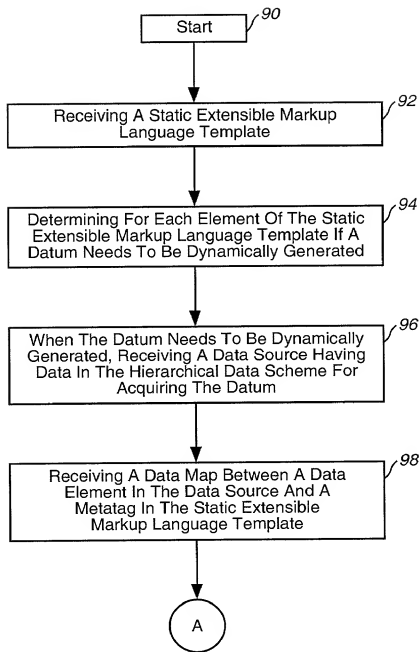 Start
90
Receiving A Static Extensible Markup
Language Template
92
Determining For Each Element Of The Static
Extensible Markup Language Template If A
Datum Needs To Be Dynamically Generated
94
When The Datum Needs To Be Dynamically
Generated, Receiving A Data Source Having
Data In The Hierarchical Data Scheme For
Acquiring The Datum
96
Receiving A Data Map Between A Data
Element In The Data Source And A
Metatag In The Static Extensible
Markup Language Template
98
A